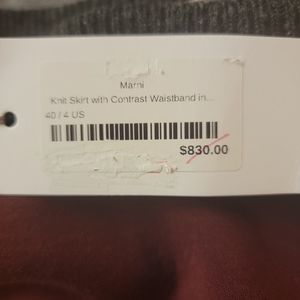 Marni
Knit Skirt with Contrast Waistband in...
40 / 4 US
$830.00